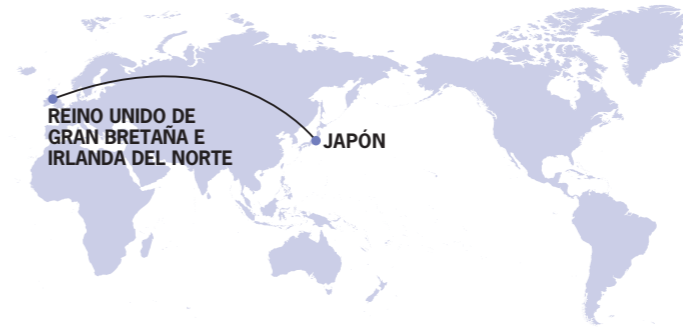 REINO UNIDO DE
GRAN BRETAÑA E
IRLANDA DEL NORTE
JAPÓN